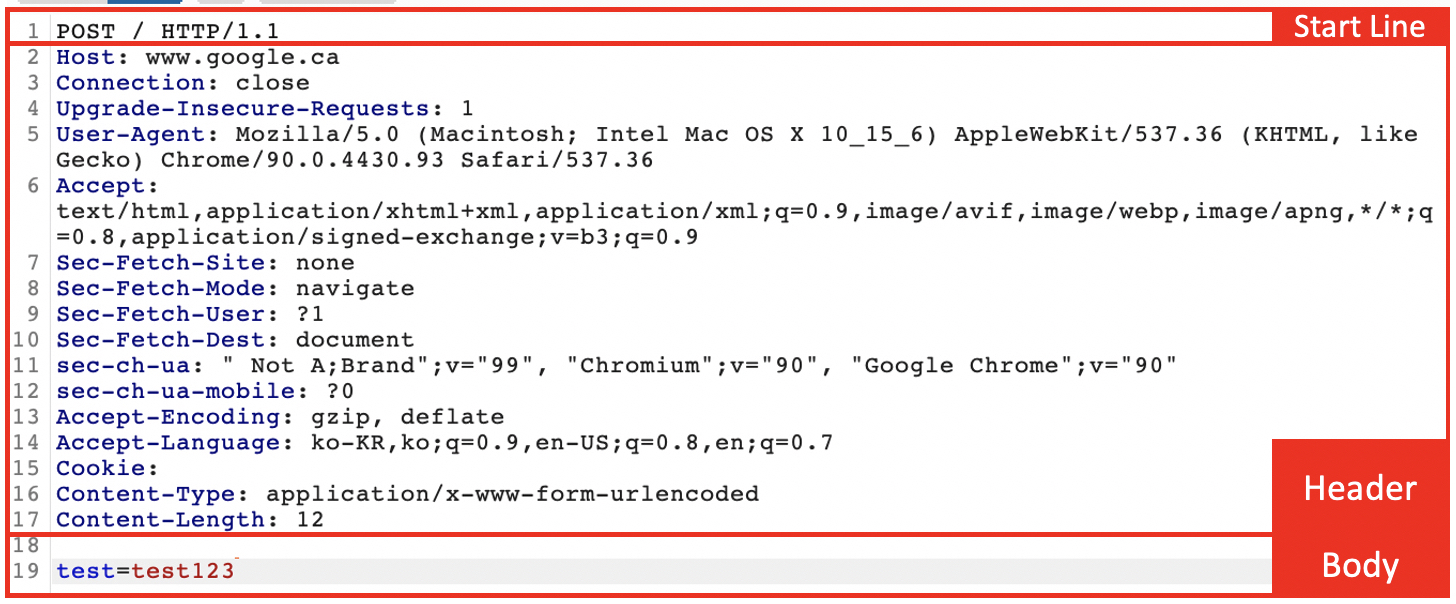 1 POST / HTTP/1.1 Start Line
2 Host: www.google.ca
3 Connection: close
4 Upgrade-Insecure-Requests: 1
5 User-Agent: Mozilla/5.0 (Macintosh; Intel Mac OS X 10_15_6) AppleWebKit/537.36 (KHTML, like
Gecko) Chrome/90.0.4430.93 Safari/537.36
6 Accept:
text/html,application/xhtml+xml,application/xml;q=0.9,image/avif,image/webp,image/apng,*/*;q
=0.8,application/signed-exchange;v=b3;q=0.9
7 Sec-Fetch-Site: none
8 Sec-Fetch-Mode: navigate
9 Sec-Fetch-User: ?1
10 Sec-Fetch-Dest: document
11 sec-ch-ua: " Not A;Brand";v="99", "Chromium";v="90", "Google Chrome";v="90"
12 sec-ch-ua-mobile: ?0
13 Accept-Encoding: gzip, deflate
14 Accept-Language: ko-KR,ko;q=0.9,en-US;q=0.8,en;q=0.7
15 Cookie:
16 Content-Type: application/x-www-form-urlencoded
Header
17 Content-Length: 12
18
19 test=test123
Body